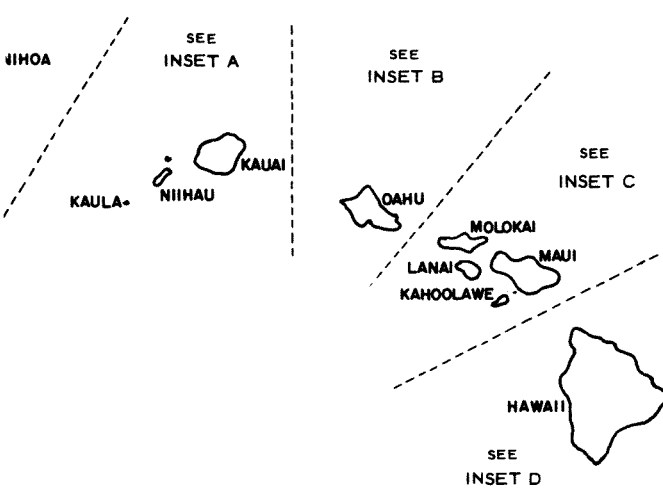 NIHOA
SEE
INSET A
SEE
INSET B
SEE
INSET C
KAUAI
NIIHAU
KAULA
OAHU
MOLOKAI
MAUI
LANAI
KAHOOLAWE
HAWAII
SEE
INSET D